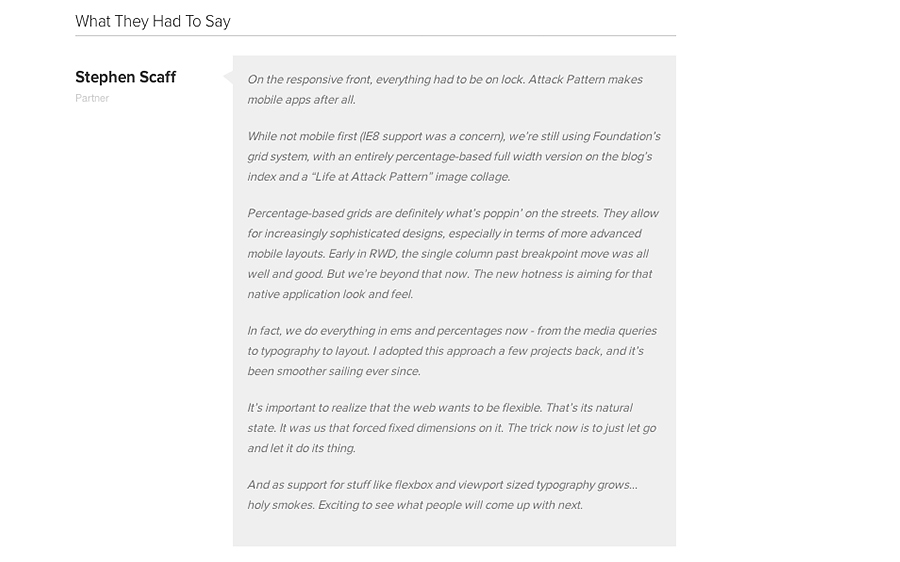 What They Had To Say
Stephen Scaff
Partner
On the responsive front, everything had to be on lock. Attack Pattern makes
mobile apps after all.
While not mobile first (IE8 support was a concern), we’re still using Foundation’s
grid system, with an entirely percentage-based full width version on the blog’s
index and a “Life at Attack Pattern” image collage.
Percentage-based grids are definitely what’s poppin’ on the streets. They allow
for increasingly sophisticated designs, especially in terms of more advanced
mobile layouts. Early in RWD, the single column past breakpoint move was all
well and good. But we’re beyond that now. The new hotness is aiming for that
native application look and feel.
In fact, we do everything in ems and percentages now - from the media queries
to typography to layout. I adopted this approach a few projects back, and it’s
been smoother sailing ever since.
It’s important to realize that the web wants to be flexible. That’s its natural
state. It was us that forced fixed dimensions on it. The trick now is to just let go
and let it do its thing.
And as support for stuff like flexbox and viewport sized typography grows...
holy smokes. Exciting to see what people will come up with next.